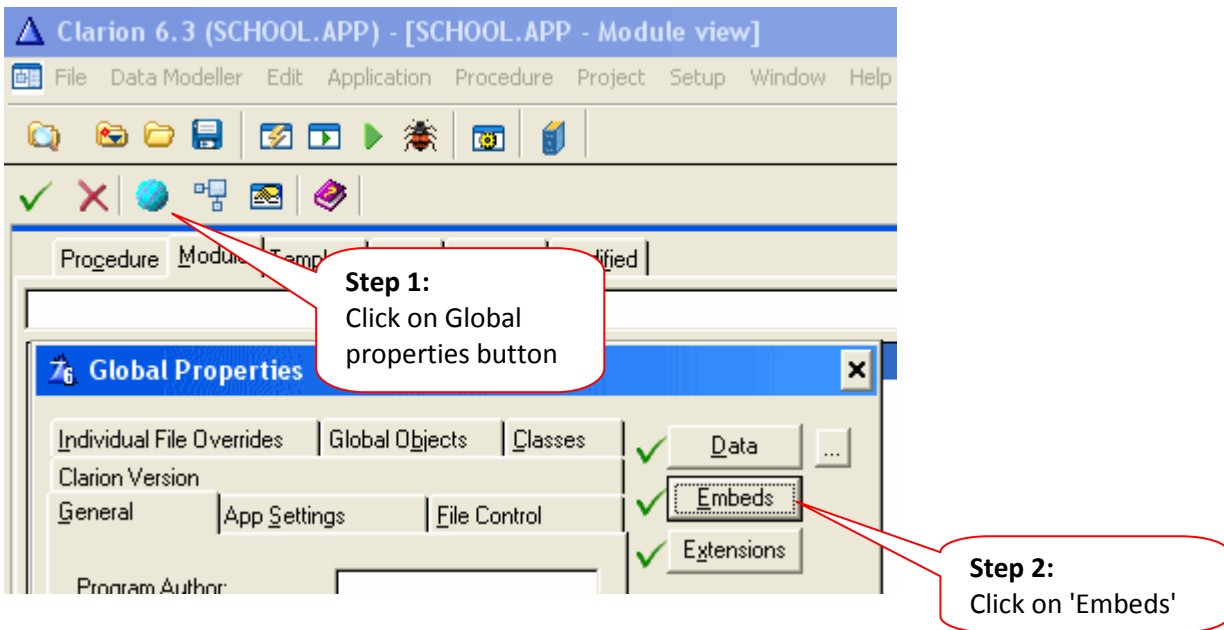 Clarion 6.3 (SCHOOL.APP) - [SCHOOL.APP - Module view]
File Data Modeller Edit Application Procedure Project Setup Window Help
Procedure Module
Step 1:
Click on Global
properties button
Global Properties
Individual File Overrides Global Objects Classes
Data ...
Clarion Version
Embeds
General App Settings File Control
Extensions
Program Author:
Step 2:
Click on 'Embeds'